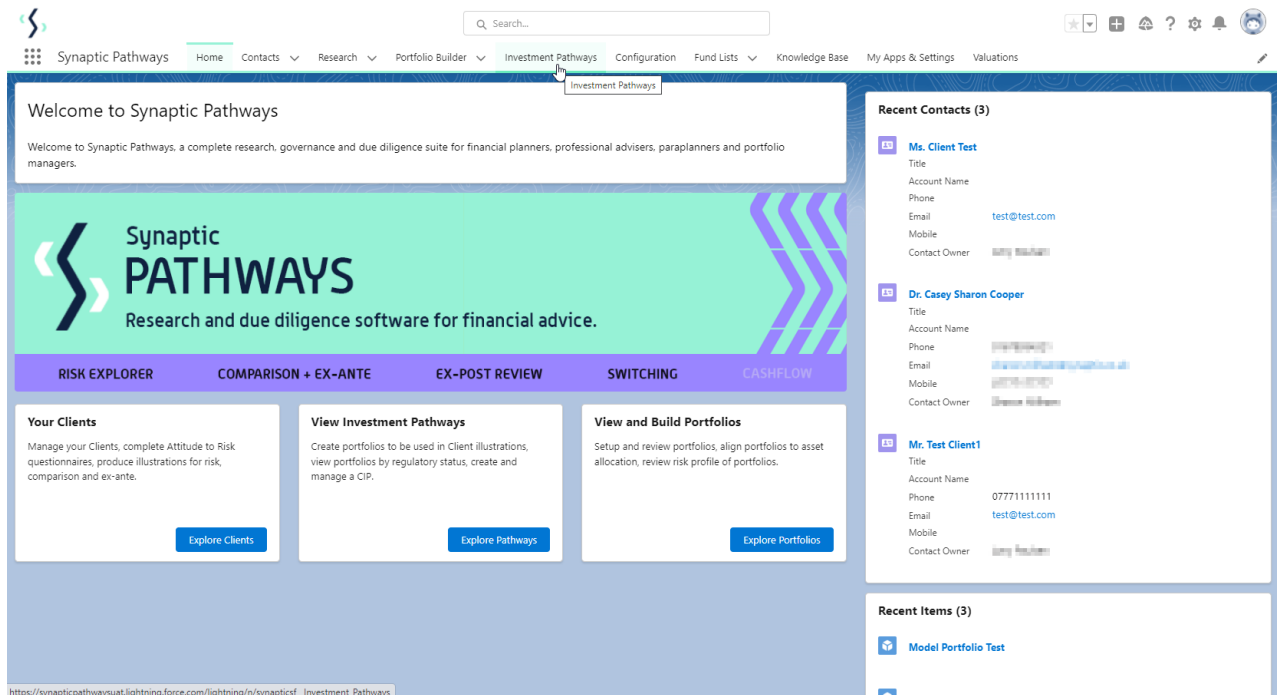 Search...
Synaptic Pathways
Home
Contacts
Research
Portfolio Builder
Investment Pathways
Configuration
Fund Lists
Knowledge Base
My Apps & Settings
Valuations
Investment Pathways
Welcome to Synaptic Pathways
Welcome to Synaptic Pathways, a complete research, governance and due diligence suite for financial planners, professional advisers, paraplanners and portfolio
managers.
Synaptic
PATHWAYS
Research and due diligence software for financial advice.
RISK EXPLORER
COMPARISON + EX-ANTE
EX-POST REVIEW
SWITCHING
CASHFLOW
Your Clients
Manage your Clients, complete Attitude to Risk
questionnaires, produce illustrations for risk,
comparison and ex-ante.
Explore Clients
View Investment Pathways
Create portfolios to be used in Client illustrations,
view portfolios by regulatory status, create and
manage a CIP.
Explore Pathways
View and Build Portfolios
Setup and review portfolios, align portfolios to asset
allocation, review risk profile of portfolios.
Explore Portfolios
Recent Contacts (3)
Ms. Client Test
Title
Account Name
Phone
Email test@test.com
Mobile
Contact Owner
Dr. Casey Sharon Cooper
Title
Account Name
Phone
Email
Mobile
Contact Owner
Mr. Test Client1
Title
Account Name
Phone 07771111111
Email test@test.com
Mobile
Contact Owner
Recent Items (3)
Model Portfolio Test
https://synapticpathwaysuat.lightning.force.com/lightning/n/synapticsf__Investment_Pathways